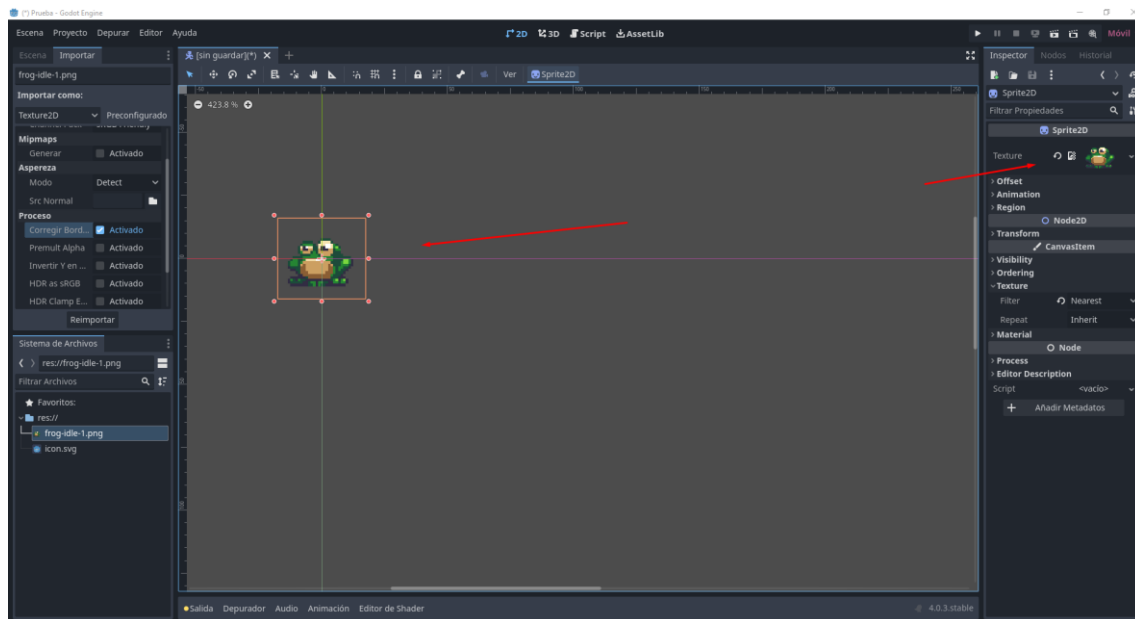 (*) Prueba - Godot Engine
Escena Proyecto Depurar Editor Ayuda
2D 3D Script AssetLib
Móvil
Escena Importar
[sin guardar](*)
Inspector Nodos Historial
frog-idle-1.png
Ver Sprite2D
Importar como:
Texture2D Preconfigurado
Mipmaps
Generar Activado
Aspereza
Modo Detect
Src Normal
Proceso
Corregir Bord... Activado
Premult Alpha Activado
Invertir Y en ... Activado
HDR as sRGB Activado
HDR Clamp E... Activado
Reimportar
Sistema de Archivos
res://frog-idle-1.png
Filtrar Archivos
Favoritos:
res://
frog-idle-1.png
icon.svg
423.8 %
Sprite2D
Filtrar Propiedades
Sprite2D
Texture
Offset
Animation
Region
Node2D
Transform
CanvasItem
Visibility
Ordering
Texture
Filter Nearest
Repeat Inherit
Material
Node
Process
Editor Description
Script <vacío>
Añadir Metadatos
Salida Depurador Audio Animación Editor de Shader
4.0.3.stable